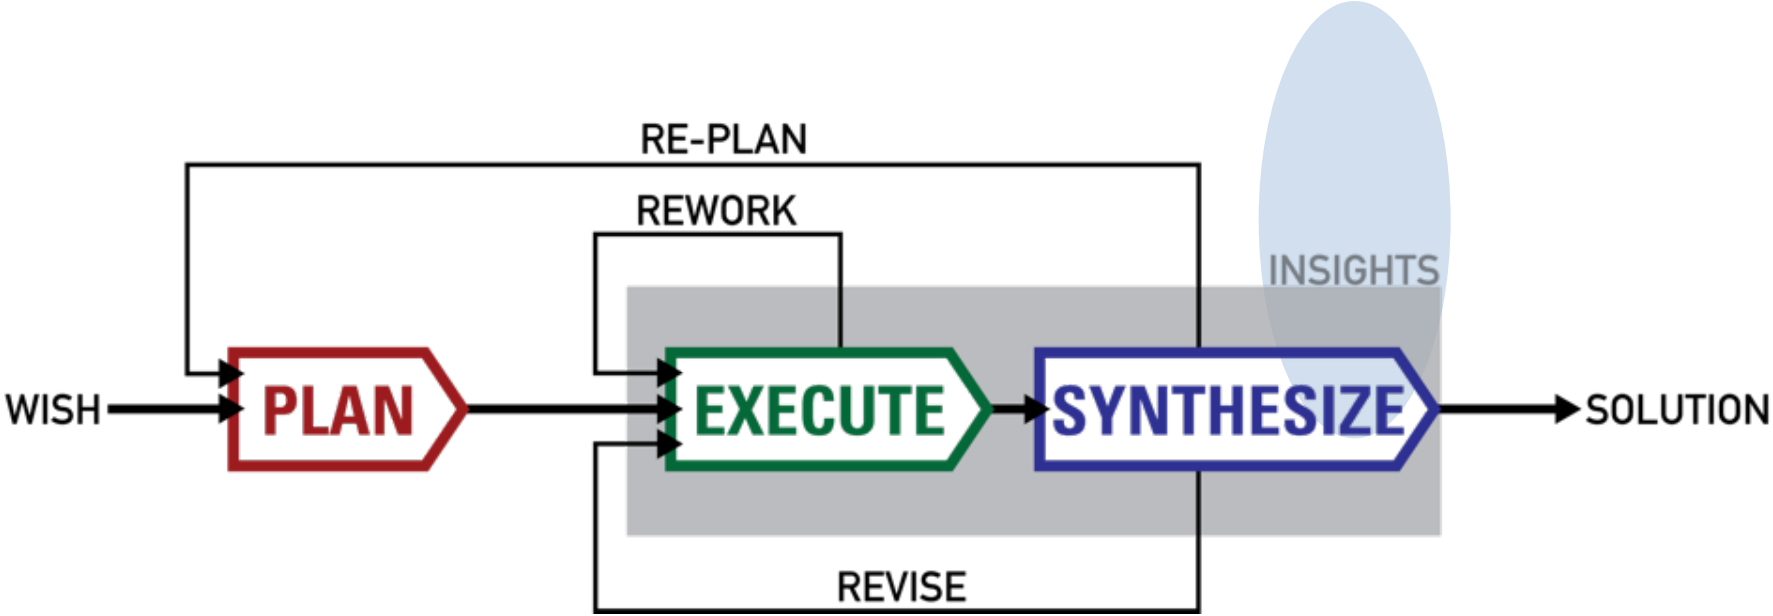 RE-PLAN
REWORK
INSIGHTS
WISH
PLAN
EXECUTE
SYNTHESIZE
SOLUTION
REVISE